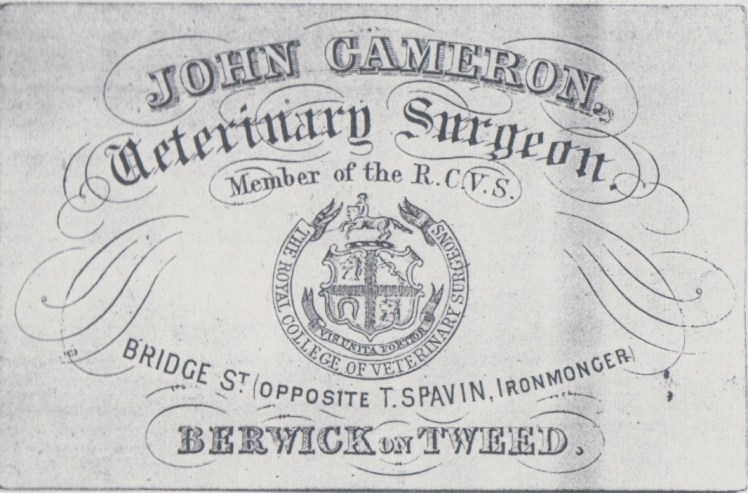 JOHN CAMERON.
Veterinary Surgeon.
Member of the R.C.V.S.
THE ROYAL COLLEGE OF VETERINARY SURGEONS
VIS UNITA FORTIOR
BRIDGE ST. (OPPOSITE T. SPAVIN, IRONMONGER)
BERWICK ON TWEED.